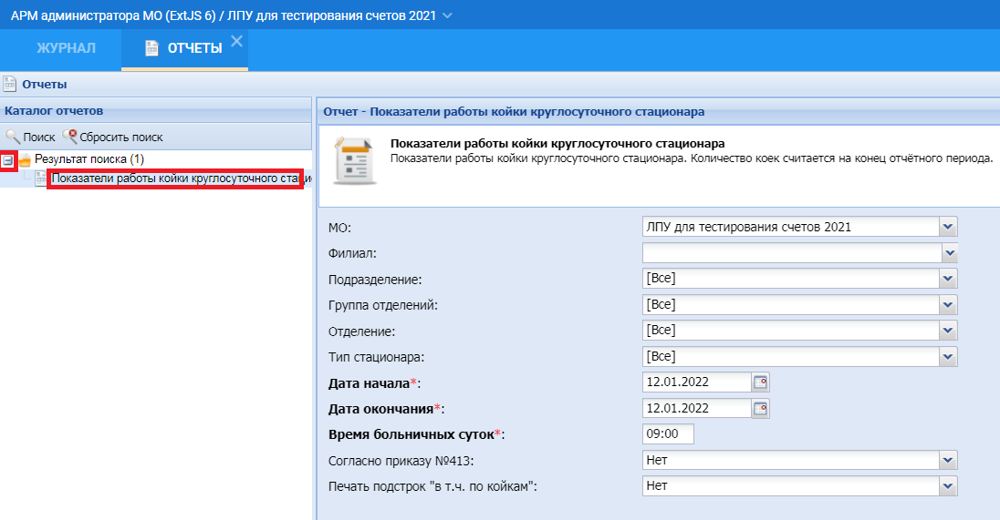 АРМ администратора МО (ExtJS 6) / ЛПУ для тестирования счетов 2021
ЖУРНАЛ
ОТЧЕТЫ
Отчеты
Каталог отчетов
Поиск
Сбросить поиск
Результат поиска (1)
Показатели работы койки круглосуточного стацио
Отчет - Показатели работы койки круглосуточного стационара
Показатели работы койки круглосуточного стационара
Показатели работы койки круглосуточного стационара. Количество коек считается на конец отчётного периода.
МО: ЛПУ для тестирования счетов 2021
Филиал:
Подразделение: [Все]
Группа отделений: [Все]
Отделение: [Все]
Тип стационара: [Все]
Дата начала*: 12.01.2022
Дата окончания*: 12.01.2022
Время больничных суток*: 09:00
Согласно приказу №413: Нет
Печать подстрок "в т.ч. по койкам": Нет